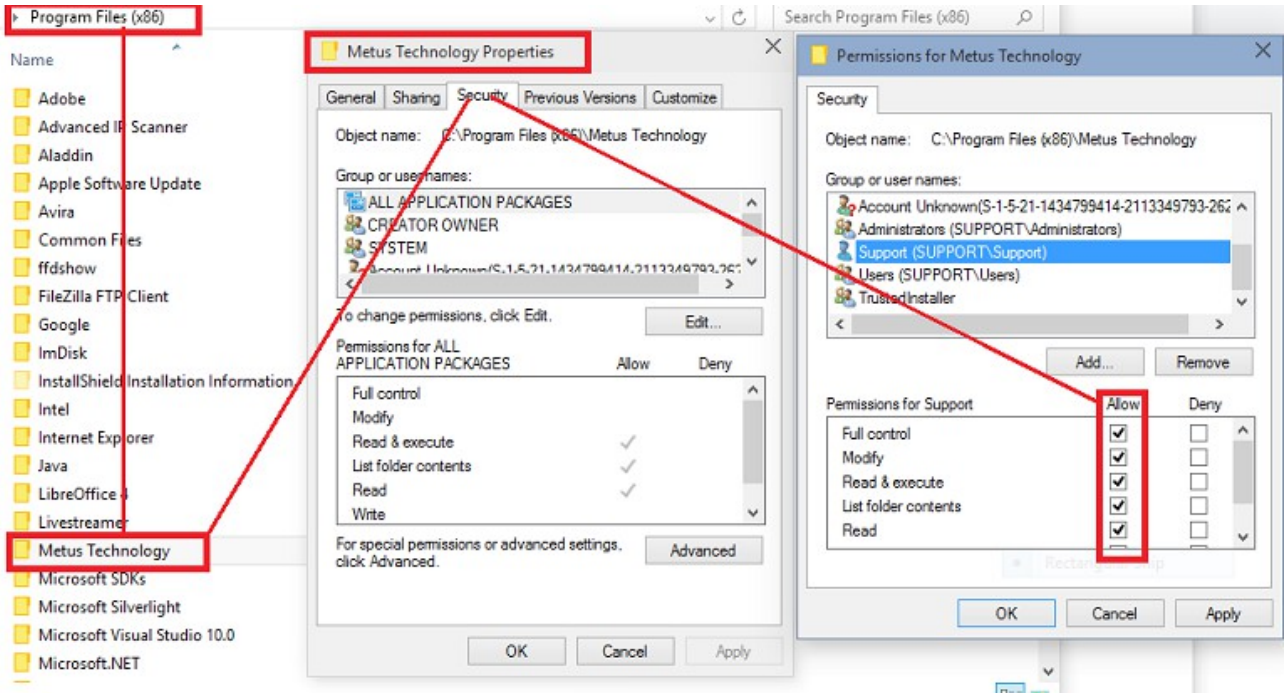 Program Files (x86)
Search Program Files (x86)
Name
Adobe
Advanced IP Scanner
Aladdin
Apple Software Update
Avira
Common Files
ffdshow
FileZilla FTP Client
Google
ImDisk
InstallShield Installation Information
Intel
Internet Explorer
Java
LibreOffice 4
Livestreamer
Metus Technology
Microsoft SDKs
Microsoft Silverlight
Microsoft Visual Studio 10.0
Microsoft.NET
Metus Technology Properties
General Sharing Security Previous Versions Customize
Object name: C:\Program Files (x86)\Metus Technology
Group or user names:
ALL APPLICATION PACKAGES
CREATOR OWNER
SYSTEM
Account Unknown(S-1-5-21-1434799414-2113349793-262
To change permissions, click Edit.
Edit...
Permissions for ALL
APPLICATION PACKAGES Allow Deny
Full control
Modify
Read & execute
List folder contents
Read
Write
For special permissions or advanced settings,
click Advanced.
Advanced
OK Cancel Apply
Permissions for Metus Technology
Security
Object name: C:\Program Files (x86)\Metus Technology
Group or user names:
Account Unknown(S-1-5-21-1434799414-2113349793-262
Administrators (SUPPORT\Administrators)
Support (SUPPORT\Support)
Users (SUPPORT\Users)
TrustedInstaller
Add... Remove
Permissions for Support Allow Deny
Full control
Modify
Read & execute
List folder contents
Read
OK Cancel Apply